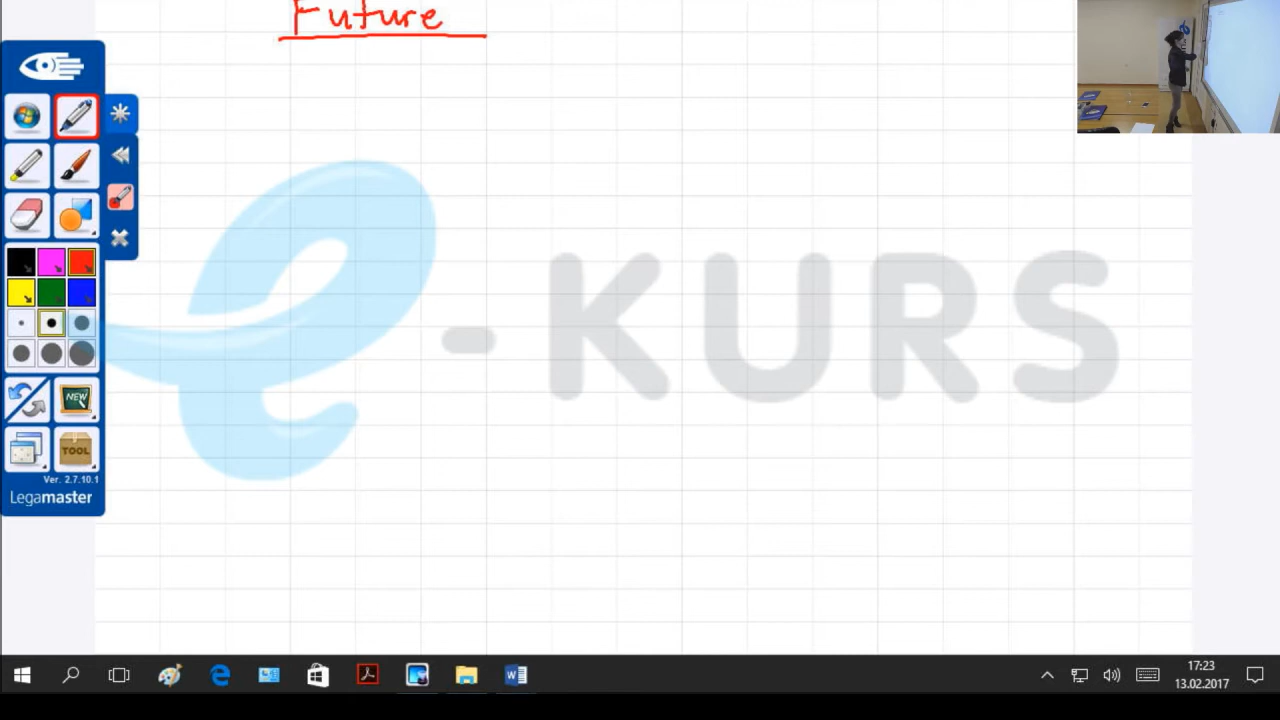 Future
e-KURS
NEW
TOOL
Ver. 2.7.10.1
Legamaster
17:23
13.02.2017